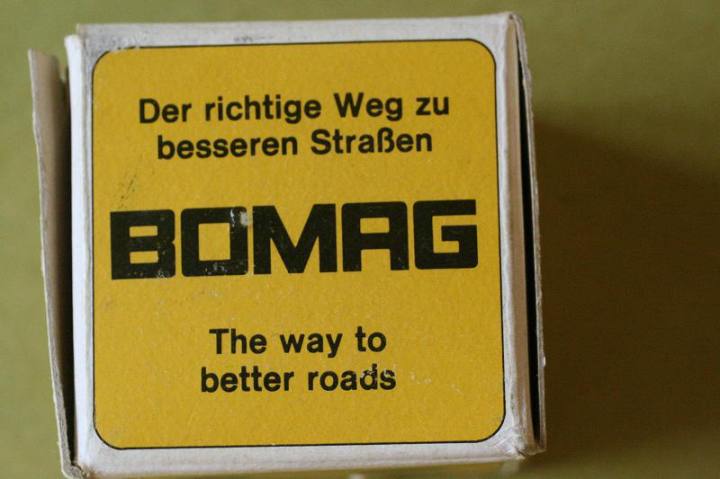 Der richtige Weg zu
besseren Straßen
BOMAG
The way to
better roads